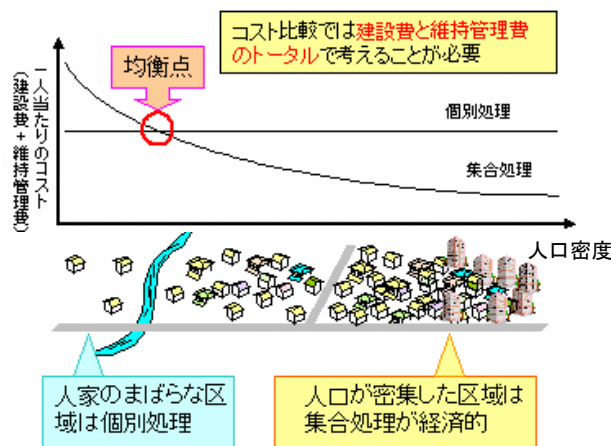 コスト比較では建設費と維持管理費
のトータルで考えることが必要
均衡点
一人当たりのコスト
（建設費＋維持管理費）
個別処理
集合処理
人口密度
人家のまばらな区
域は個別処理
人口が密集した区域は
集合処理が経済的